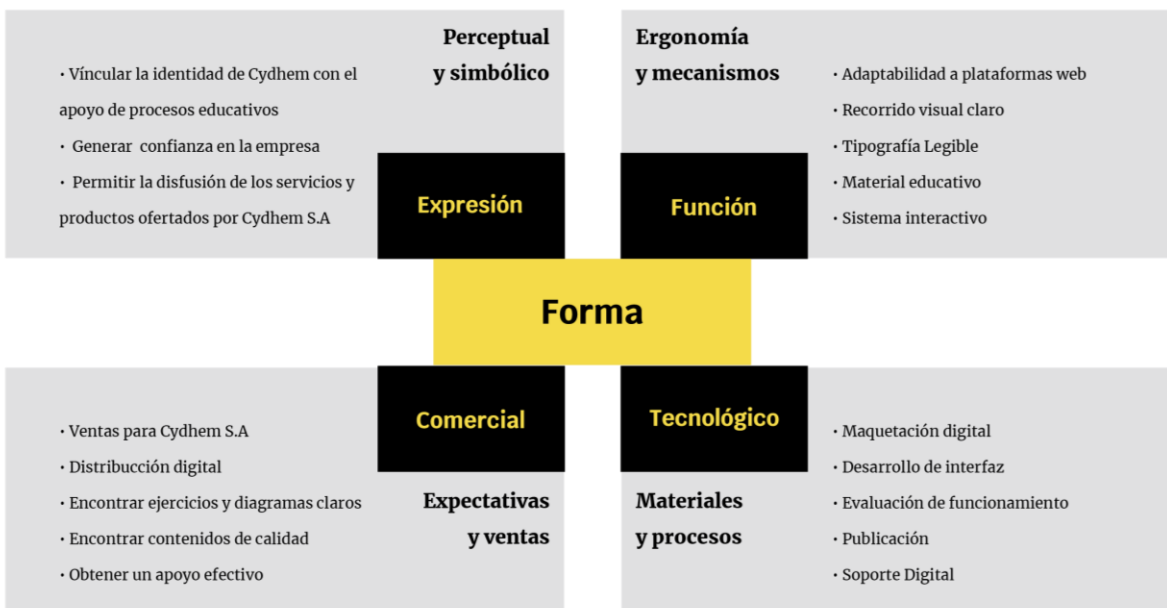 Perceptual
y simbólico
· Víncular la identidad de Cydhem con el
apoyo de procesos educativos
· Generar confianza en la empresa
· Permitir la disfusión de los servicios y
productos ofertados por Cydhem S.A
Expresión
Ergonomía
y mecanismos
· Adaptabilidad a plataformas web
· Recorrido visual claro
· Tipografía Legible
· Material educativo
· Sistema interactivo
Función
Forma
Comercial
· Ventas para Cydhem S.A
· Distribucción digital
· Encontrar ejercicios y diagramas claros
· Encontrar contenidos de calidad
· Obtener un apoyo efectivo
Expectativas
y ventas
Tecnológico
· Maquetación digital
· Desarrollo de interfaz
· Evaluación de funcionamiento
· Publicación
· Soporte Digital
Materiales
y procesos